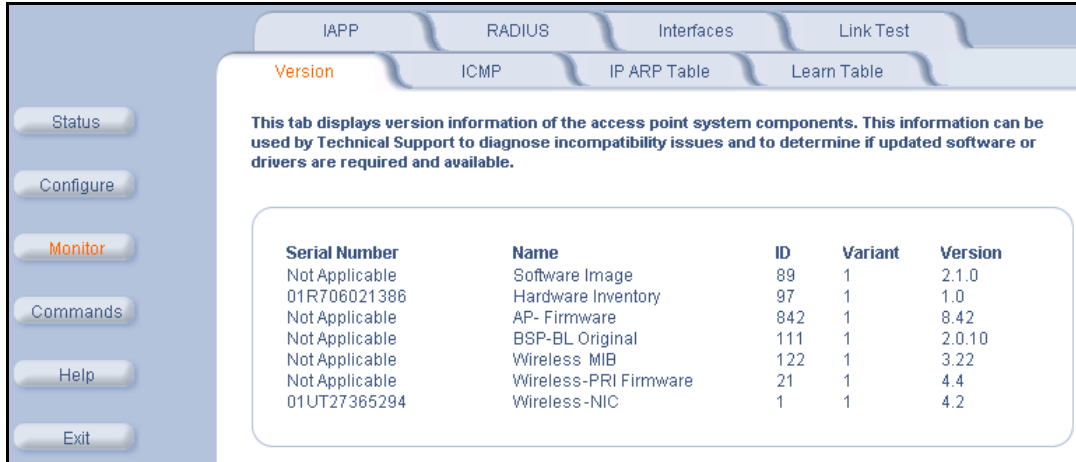 IAPP RADIUS Interfaces Link Test
Version ICMP IP ARP Table Learn Table
Status
Configure
Monitor
Commands
Help
Exit
This tab displays version information of the access point system components. This information can be
used by Technical Support to diagnose incompatibility issues and to determine if updated software or
drivers are required and available.
Serial Number Name ID Variant Version
Not Applicable Software Image 89 1 2.1.0
01R706021386 Hardware Inventory 97 1 1.0
Not Applicable AP- Firmware 842 1 8.42
Not Applicable BSP-BL Original 111 1 2.0.10
Not Applicable Wireless MIB 122 1 3.22
Not Applicable Wireless-PRI Firmware 21 1 4.4
01UT27365294 Wireless-NIC 1 1 4.2